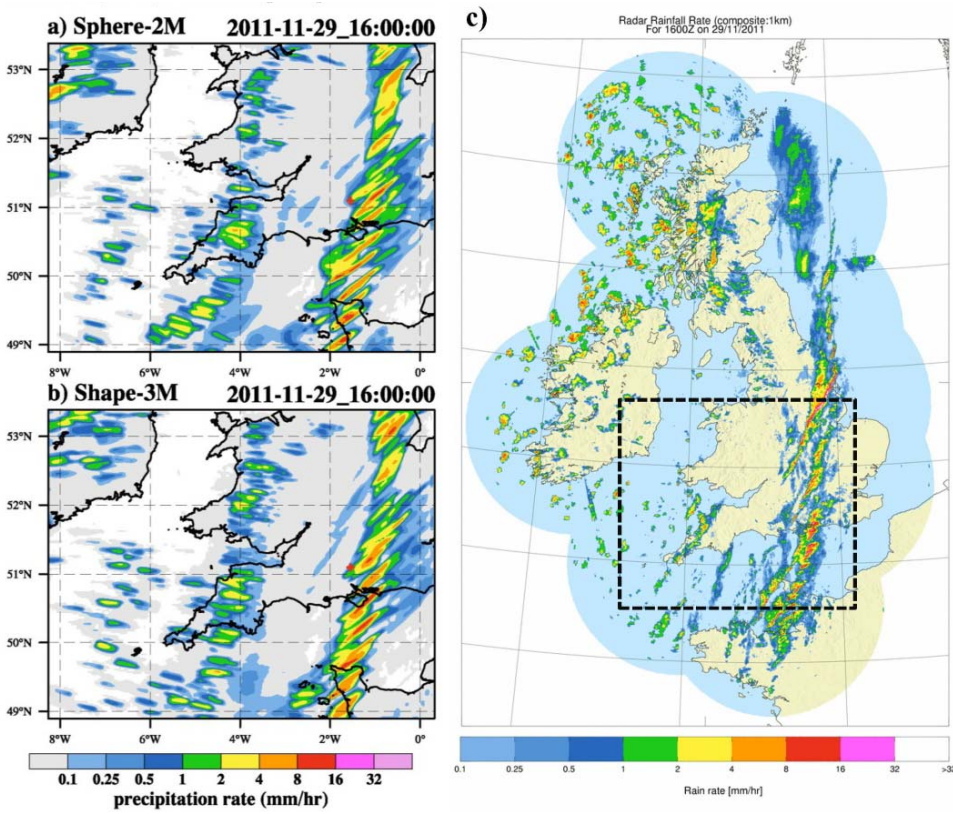 a) Sphere-2M 2011-11-29_16:00:00
53°N
52°N
51°N
50°N
49°N
8°W 6°W 4°W 2°W 0°
b) Shape-3M 2011-11-29_16:00:00
53°N
52°N
51°N
50°N
49°N
8°W 6°W 4°W 2°W 0°
0.1 0.25 0.5 1 2 4 8 16 32
precipitation rate (mm/hr)
c)
Radar Rainfall Rate (composite:1km)
For 1600Z on 29/11/2011
0.1 0.25 0.5 1 2 4 8 16 32 >32
Rain rate [mm/hr]